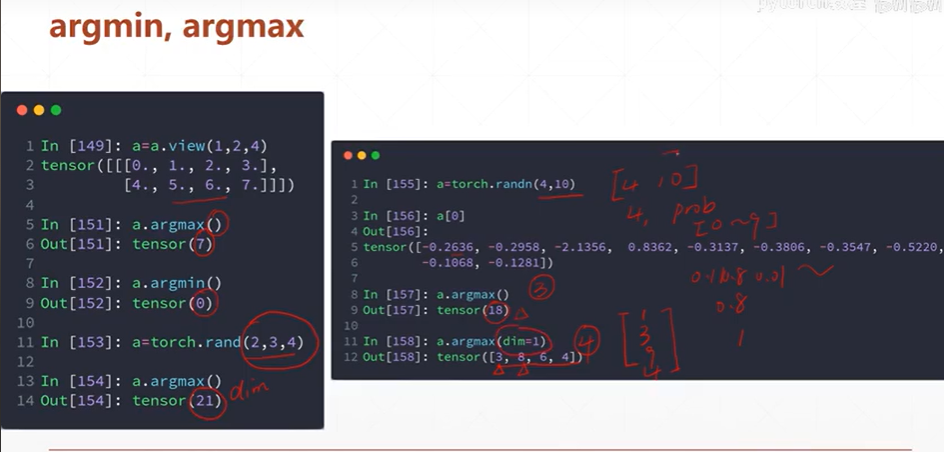 argmin, argmax
1 In [149]: a=a.view(1,2,4)
2 tensor([[[0., 1., 2., 3.],
3 [4., 5., 6., 7.]]])
4
5 In [151]: a.argmax()
6 Out[151]: tensor(7)
7
8 In [152]: a.argmin()
9 Out[152]: tensor(0)
10
11 In [153]: a=torch.rand(2,3,4)
12
13 In [154]: a.argmax()
14 Out[154]: tensor(21)
dim
1 In [155]: a=torch.randn(4,10)
2
3 In [156]: a[0]
4 Out[156]:
5 tensor([-0.2636, -0.2958, -2.1356, 0.8362, -0.3137, -0.3806, -0.3547, -0.5220,
6 -0.1068, -0.1281])
7
8 In [157]: a.argmax()
9 Out[157]: tensor(18)
10
11 In [158]: a.argmax(dim=1)
12 Out[158]: tensor([3, 8, 6, 4])
[4 10]
4, prob
[0~9]
0.8
1
3
4
[1
3
9
4]